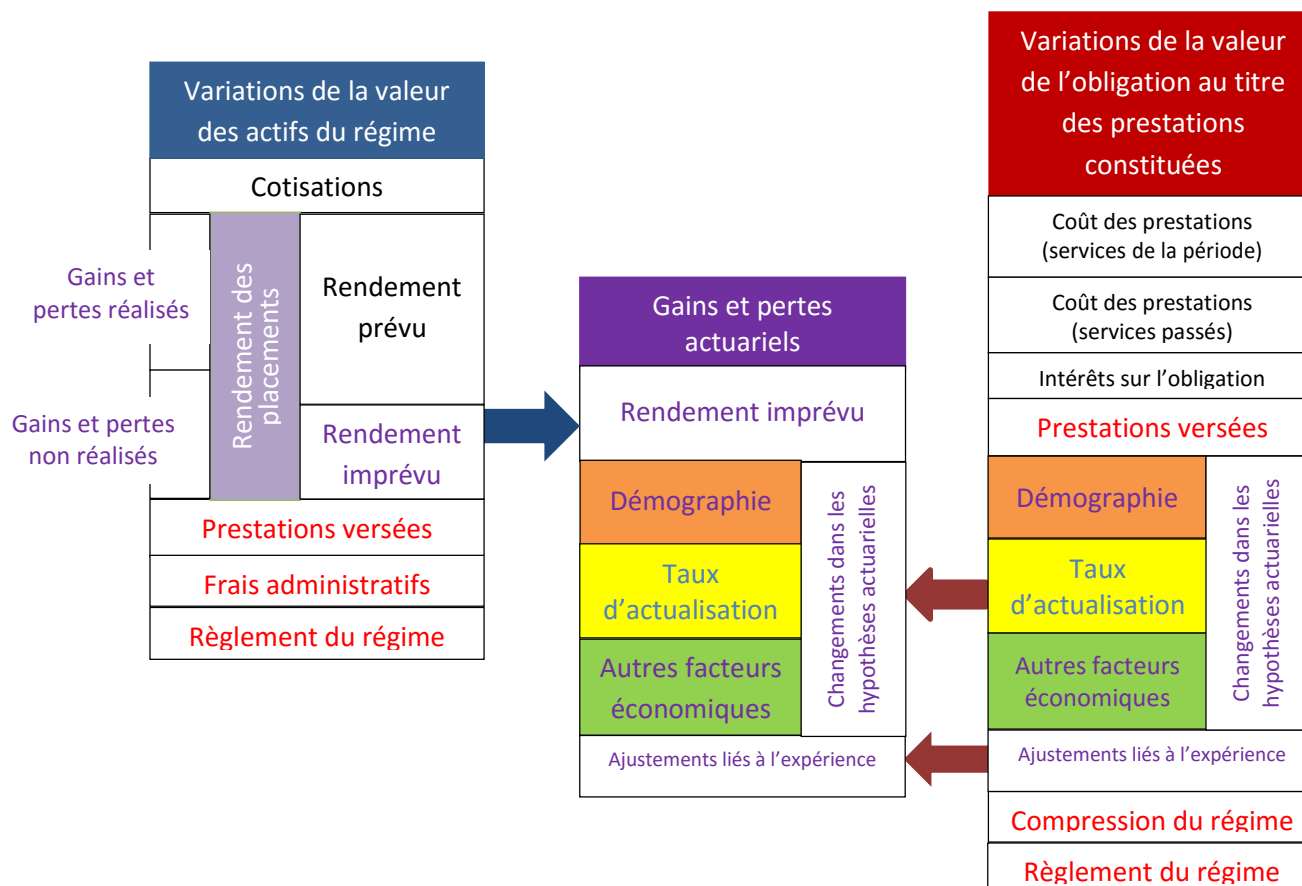 Variations de la valeur
des actifs du régime
Cotisations
Gains et
pertes réalisés
Gains et pertes
non réalisés
Rendement des
placements
Rendement
prévu
Rendement
imprévu
Prestations versées
Frais administratifs
Règlement du régime
Gains et pertes
actuariels
Rendement imprévu
Démographie
Taux
d’actualisation
Autres facteurs
économiques
Changements dans les
hypothèses actuarielles
Ajustements liés à l’expérience
Variations de la valeur
de l’obligation au titre
des prestations
constituées
Coût des prestations
(services de la période)
Coût des prestations
(services passés)
Intérêts sur l’obligation
Prestations versées
Démographie
Taux
d’actualisation
Autres facteurs
économiques
Changements dans les
hypothèses actuarielles
Ajustements liés à l’expérience
Compression du régime
Règlement du régime